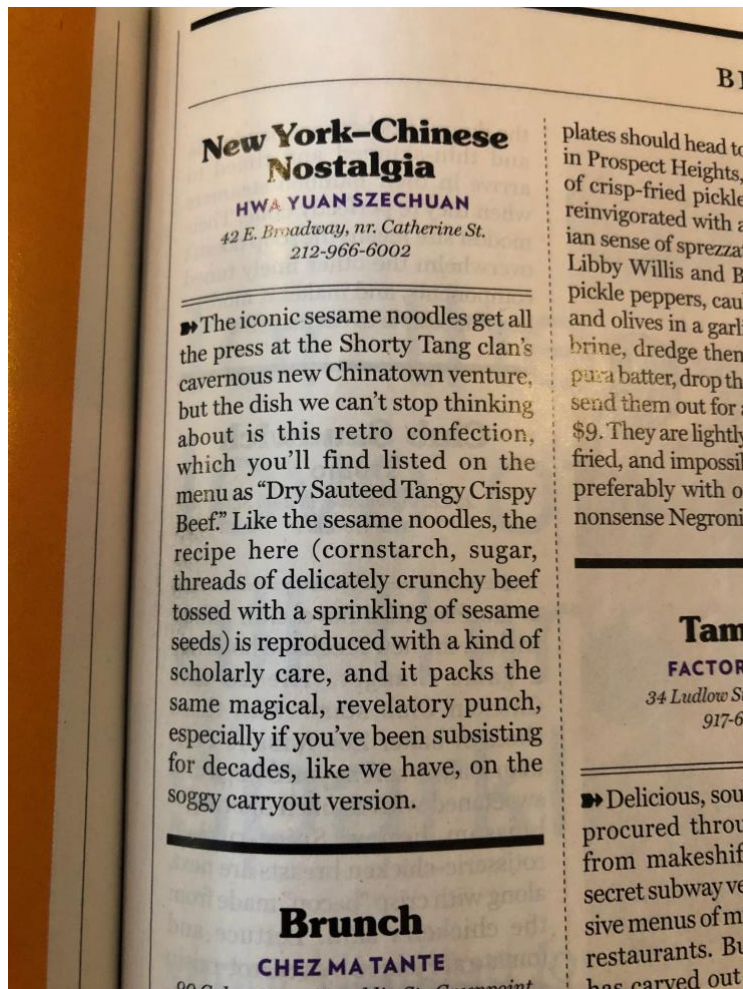 New York–Chinese
Nostalgia
HWA YUAN SZECHUAN
42 E. Broadway, nr. Catherine St.
212-966-6002
➽The iconic sesame noodles get all
the press at the Shorty Tang clan’s
cavernous new Chinatown venture,
but the dish we can’t stop thinking
about is this retro confection,
which you’ll find listed on the
menu as “Dry Sauteed Tangy Crispy
Beef.” Like the sesame noodles, the
recipe here (cornstarch, sugar,
threads of delicately crunchy beef
tossed with a sprinkling of sesame
seeds) is reproduced with a kind of
scholarly care, and it packs the
same magical, revelatory punch,
especially if you’ve been subsisting
for decades, like we have, on the
soggy carryout version.
Brunch
CHEZ MA TANTE
plates should head to
in Prospect Heights,
of crisp-fried pickle
reinvigorated with a
ian sense of sprezza
Libby Willis and B
pickle peppers, cau
and olives in a garl
brine, dredge then
pura batter, drop th
send them out for
$9. They are lightly
fried, and impossi
preferably with o
nonsense Negroni
Tam
FACTOR
34 Ludlow S
917-6
➽Delicious, sou
procured throu
from makeshif
secret subway ve
sive menus of m
restaurants. Bu
has carved out